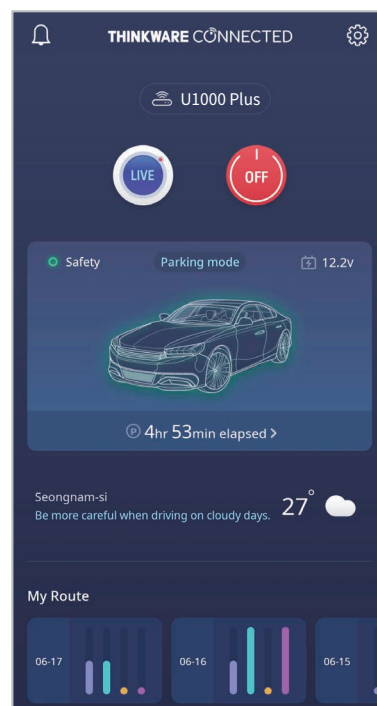 THINKWARE CONNECTED
U1000 Plus
LIVE
OFF
Safety
Parking mode
12.2v
P 4hr 53min elapsed >
Seongnam-si
Be more careful when driving on cloudy days.
27°
My Route
06-17
06-16
06-15